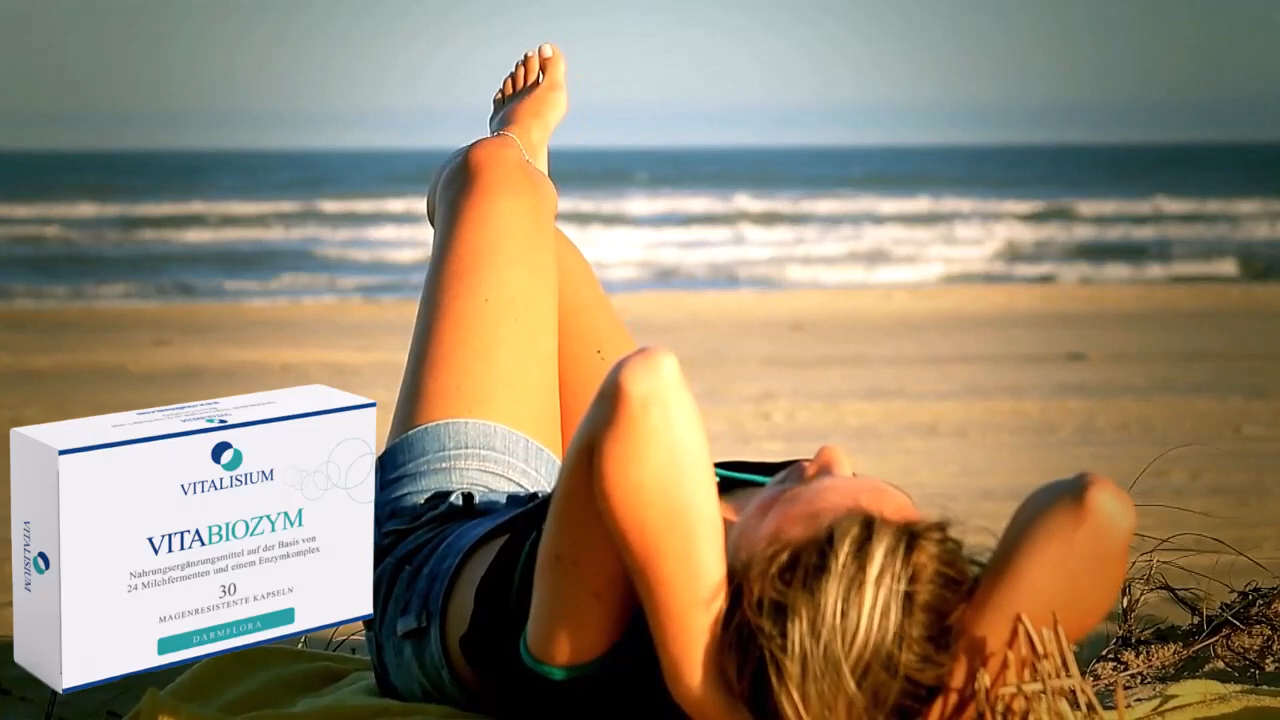 VITALISIUM
VITABIOZYM
Nahrungsergänzungsmittel auf der Basis von
24 Milchfermenten und einem Enzymkomplex
30
MAGENRESISTENTE KAPSELN
DARMFLORA
VITALISIUM